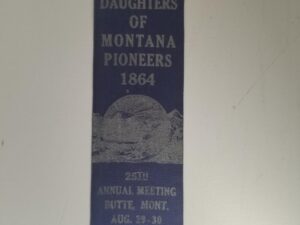 DAUGHTERS
OF
MONTANA
PIONEERS
1864
25TH
ANNUAL MEETING
BUTTE, MONT.
AUG. 29-30